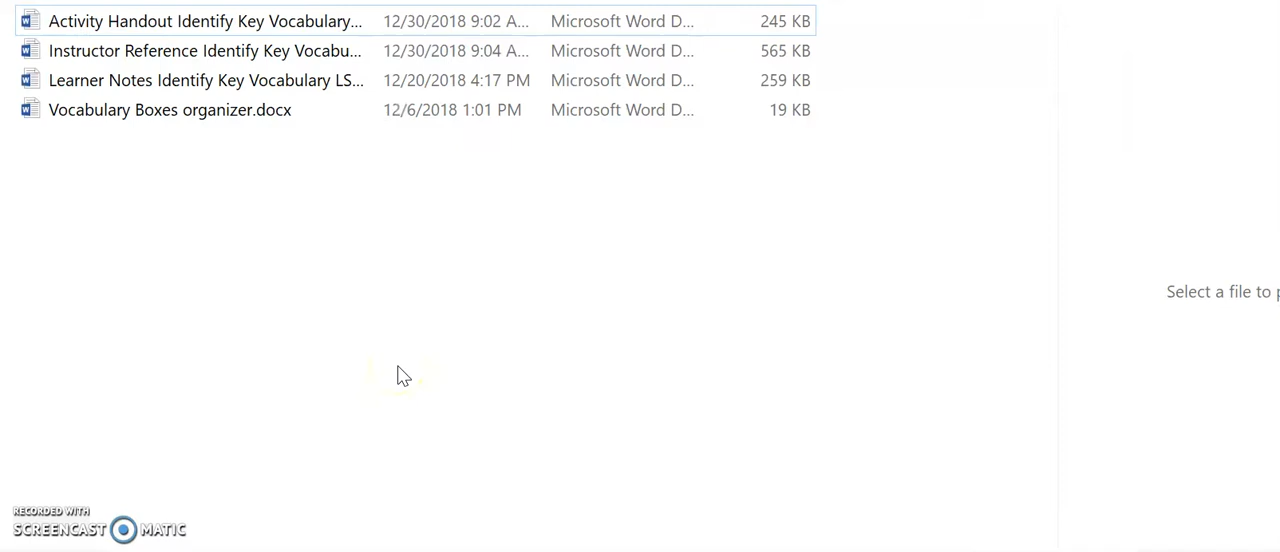 Activity Handout Identify Key Vocabulary... 12/30/2018 9:02 A... Microsoft Word D... 245 KB
Instructor Reference Identify Key Vocabu... 12/30/2018 9:04 A... Microsoft Word D... 565 KB
Learner Notes Identify Key Vocabulary LS... 12/20/2018 4:17 PM Microsoft Word D... 259 KB
Vocabulary Boxes organizer.docx 12/6/2018 1:01 PM Microsoft Word D... 19 KB
Select a file to p
RECORDED WITH
SCREENCAST MATIC